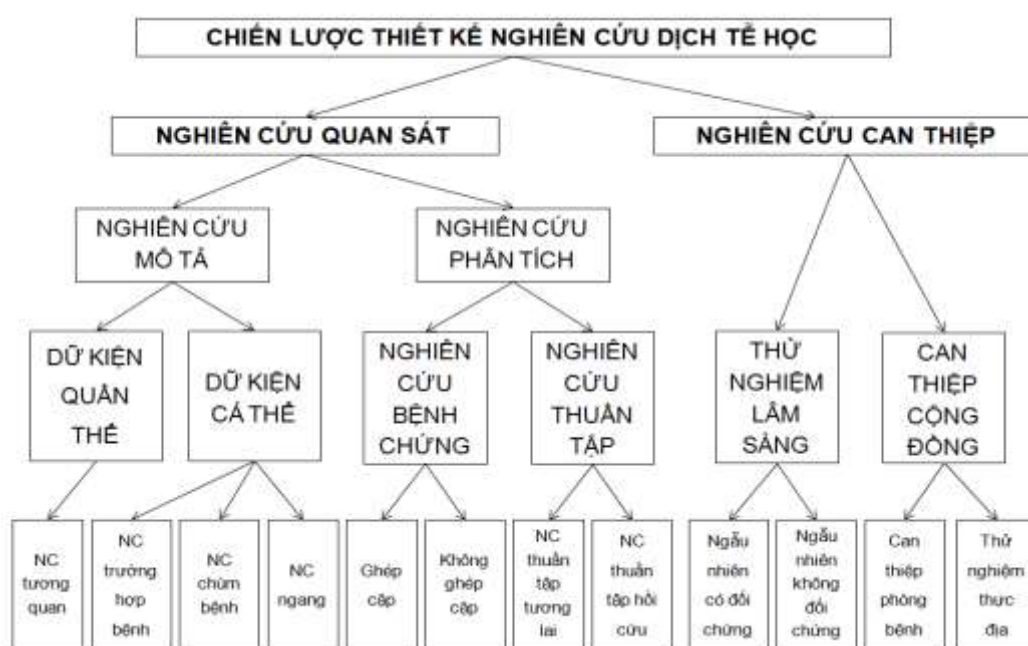 CHIẾN LƯỢC THIẾT KẾ NGHIÊN CỨU DỊCH TỄ HỌC
NGHIÊN CỨU QUAN SÁT
NGHIÊN CỨU CAN THIỆP
NGHIÊN CỨU
MÔ TẢ
NGHIÊN CỨU
PHÂN TÍCH
DỮ KIỆN
QUẦN
THỂ
DỮ KIỆN
CÁ THỂ
NGHIÊN
CỨU
BỆNH
CHỨNG
NGHIÊN
CỨU
THUẦN
TẬP
THỬ
NGHIỆM
LÂM
SÀNG
CAN
THIỆP
CỘNG
ĐỒNG
NC
tương
quan
NC
trường
hợp
bệnh
NC
chùm
bệnh
NC
ngang
Ghép
cặp
Không
ghép
cặp
NC
thuần
tập
tương
lai
NC
thuần
tập hồi
cứu
Ngẫu
nhiên
có đối
chứng
Ngẫu
nhiên
không
đối
chứng
Can
thiệp
phòng
bệnh
Thử
nghiệm
thực
địa